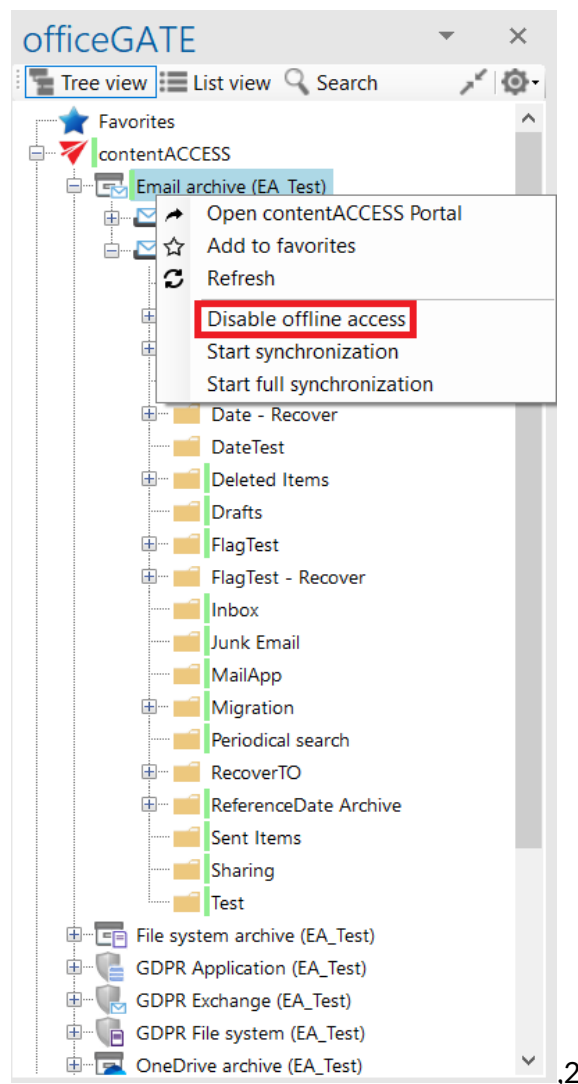 officeGATE
Tree view List view Search
Favorites
contentACCESS
Email archive (EA_Test)
Open contentACCESS Portal
Add to favorites
Refresh
Disable offline access
Start synchronization
Start full synchronization
Date - Recover
DateTest
Deleted Items
Drafts
FlagTest
FlagTest - Recover
Inbox
Junk Email
MailApp
Migration
Periodical search
RecoverTO
ReferenceDate Archive
Sent Items
Sharing
Test
File system archive (EA_Test)
GDPR Application (EA_Test)
GDPR Exchange (EA_Test)
GDPR File system (EA_Test)
OneDrive archive (EA_Test)
,2